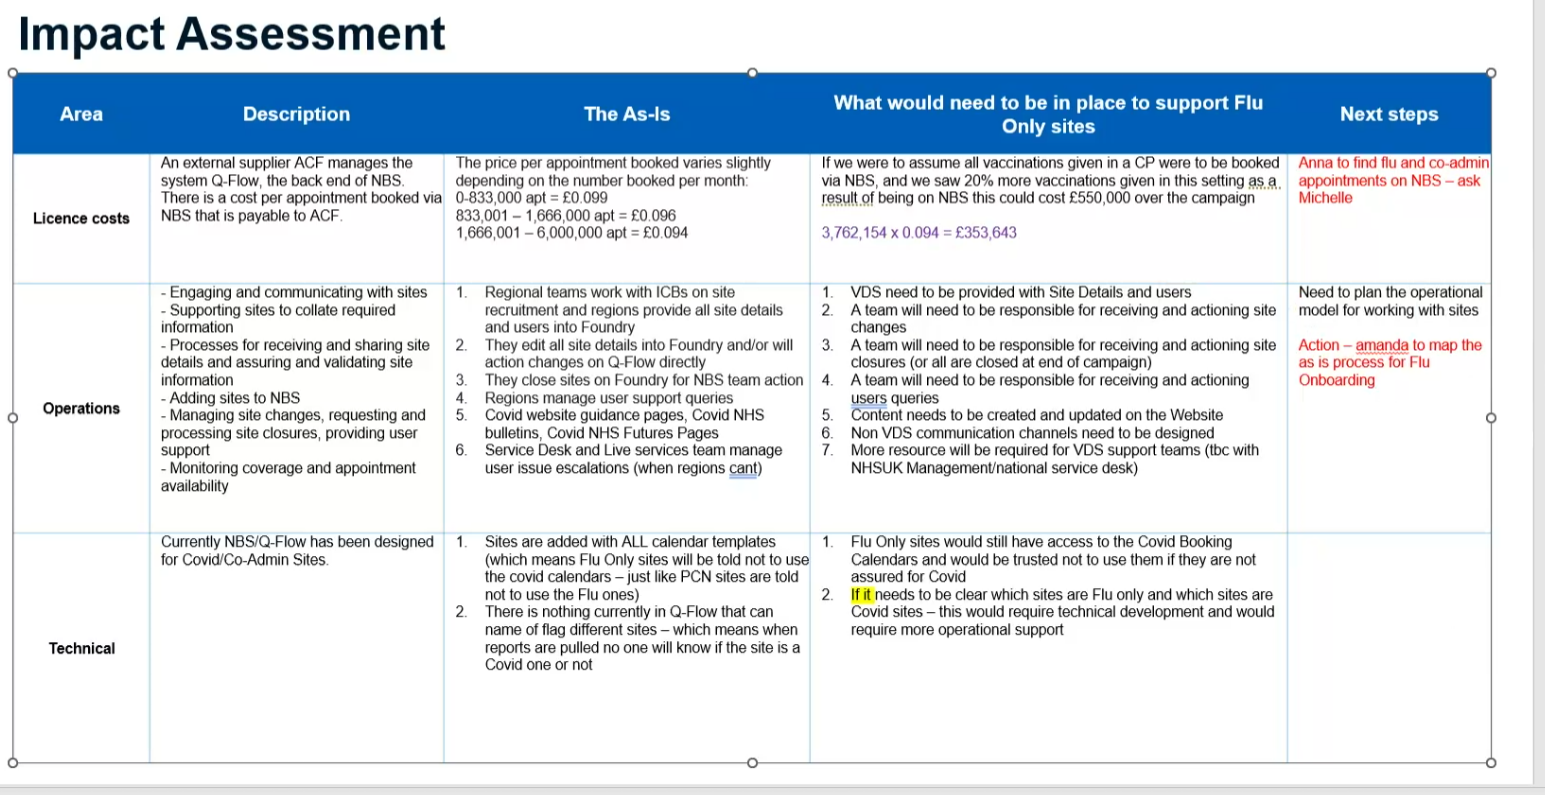 Impact Assessment
Area
Description
The As-Is
What would need to be in place to support Flu
Only sites
Next steps
Licence costs
An external supplier ACF manages the
system Q-Flow, the back end of NBS.
There is a cost per appointment booked via
NBS that is payable to ACF.
The price per appointment booked varies slightly
depending on the number booked per month:
0-833,000 apt = £0.099
833,001 – 1,666,000 apt = £0.096
1,666,001 – 6,000,000 apt = £0.094
If we were to assume all vaccinations given in a CP were to be booked
via NBS, and we saw 20% more vaccinations given in this setting as a
result of being on NBS this could cost £550,000 over the campaign
3,762,154 x 0.094 = £353,643
Anna to find flu and co-admin
appointments on NBS – ask
Michelle
Operations
- Engaging and communicating with sites
- Supporting sites to collate required
information
- Processes for receiving and sharing site
details and assuring and validating site
information
- Adding sites to NBS
- Managing site changes, requesting and
processing site closures, providing user
support
- Monitoring coverage and appointment
availability
1. Regional teams work with ICBs on site
recruitment and regions provide all site details
and users into Foundry
2. They edit all site details into Foundry and/or will
action changes on Q-Flow directly
3. They close sites on Foundry for NBS team action
4. Regions manage user support queries
5. Covid website guidance pages, Covid NHS
bulletins, Covid NHS Futures Pages
6. Service Desk and Live services team manage
user issue escalations (when regions cant)
1. VDS need to be provided with Site Details and users
2. A team will need to be responsible for receiving and actioning site
changes
3. A team will need to be responsible for receiving and actioning site
closures (or all are closed at end of campaign)
4. A team will need to be responsible for receiving and actioning
users queries
5. Content needs to be created and updated on the Website
6. Non VDS communication channels need to be designed
7. More resource will be required for VDS support teams (tbc with
NHSUK Management/national service desk)
Need to plan the operational
model for working with sites
Action – amanda to map the
as is process for Flu
Onboarding
Technical
Currently NBS/Q-Flow has been designed
for Covid/Co-Admin Sites.
1. Sites are added with ALL calendar templates
(which means Flu Only sites will be told not to use
the covid calendars – just like PCN sites are told
not to use the Flu ones)
2. There is nothing currently in Q-Flow that can
name of flag different sites – which means when
reports are pulled no one will know if the site is a
Covid one or not
1. Flu Only sites would still have access to the Covid Booking
Calendars and would be trusted not to use them if they are not
assured for Covid
2. If it needs to be clear which sites are Flu only and which sites are
Covid sites – this would require technical development and would
require more operational support